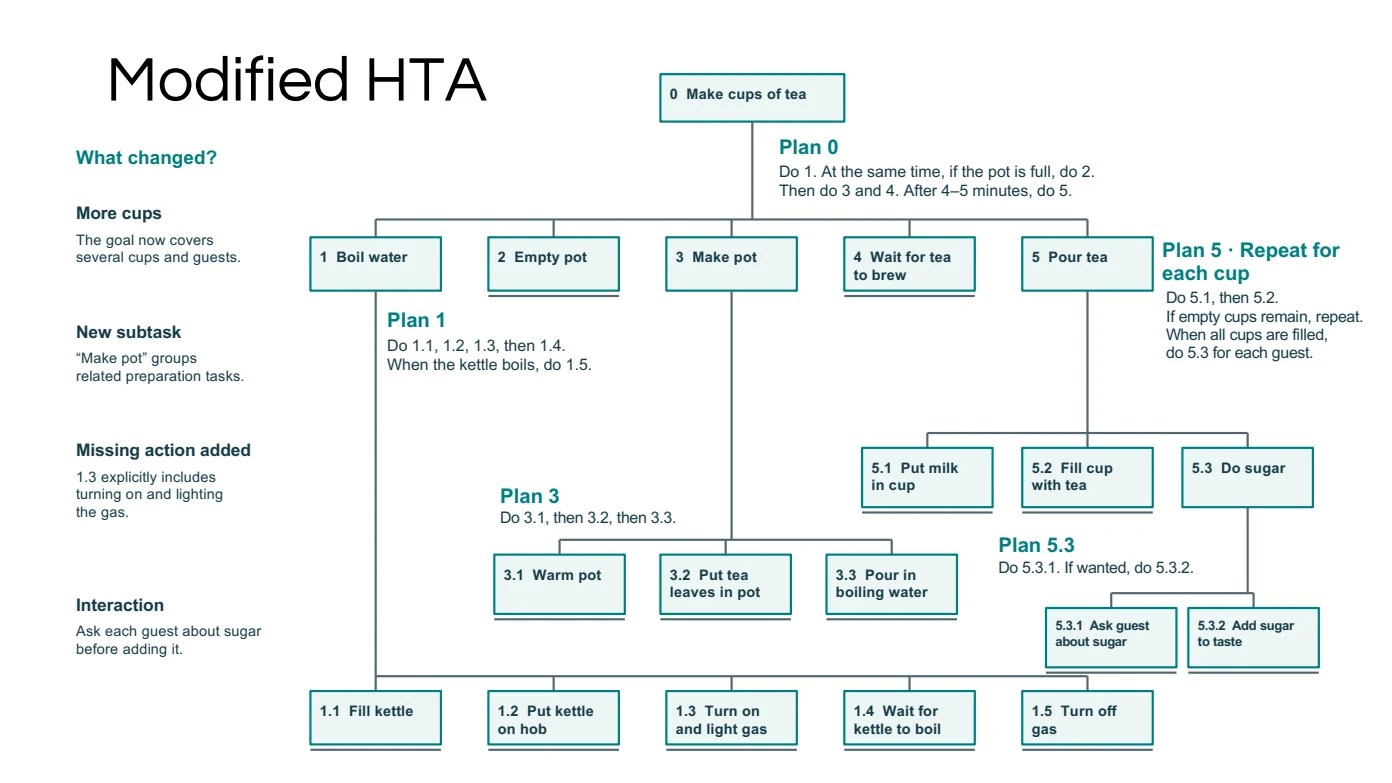 Modified HTA
What changed?
More cups
The goal now covers
several cups and guests.
New subtask
“Make pot” groups
related preparation tasks.
Missing action added
1.3 explicitly includes
turning on and lighting
the gas.
Interaction
Ask each guest about sugar
before adding it.
0 Make cups of tea
Plan 0
Do 1. At the same time, if the pot is full, do 2.
Then do 3 and 4. After 4–5 minutes, do 5.
1 Boil water
2 Empty pot
3 Make pot
4 Wait for tea
to brew
5 Pour tea
Plan 5 · Repeat for
each cup
Do 5.1, then 5.2.
If empty cups remain, repeat.
When all cups are filled,
do 5.3 for each guest.
Plan 1
Do 1.1, 1.2, 1.3, then 1.4.
When the kettle boils, do 1.5.
5.1 Put milk
in cup
5.2 Fill cup
with tea
5.3 Do sugar
Plan 3
Do 3.1, then 3.2, then 3.3.
3.1 Warm pot
3.2 Put tea
leaves in pot
3.3 Pour in
boiling water
Plan 5.3
Do 5.3.1. If wanted, do 5.3.2.
5.3.1 Ask guest
about sugar
5.3.2 Add sugar
to taste
1.1 Fill kettle
1.2 Put kettle
on hob
1.3 Turn on
and light gas
1.4 Wait for
kettle to boil
1.5 Turn off
gas